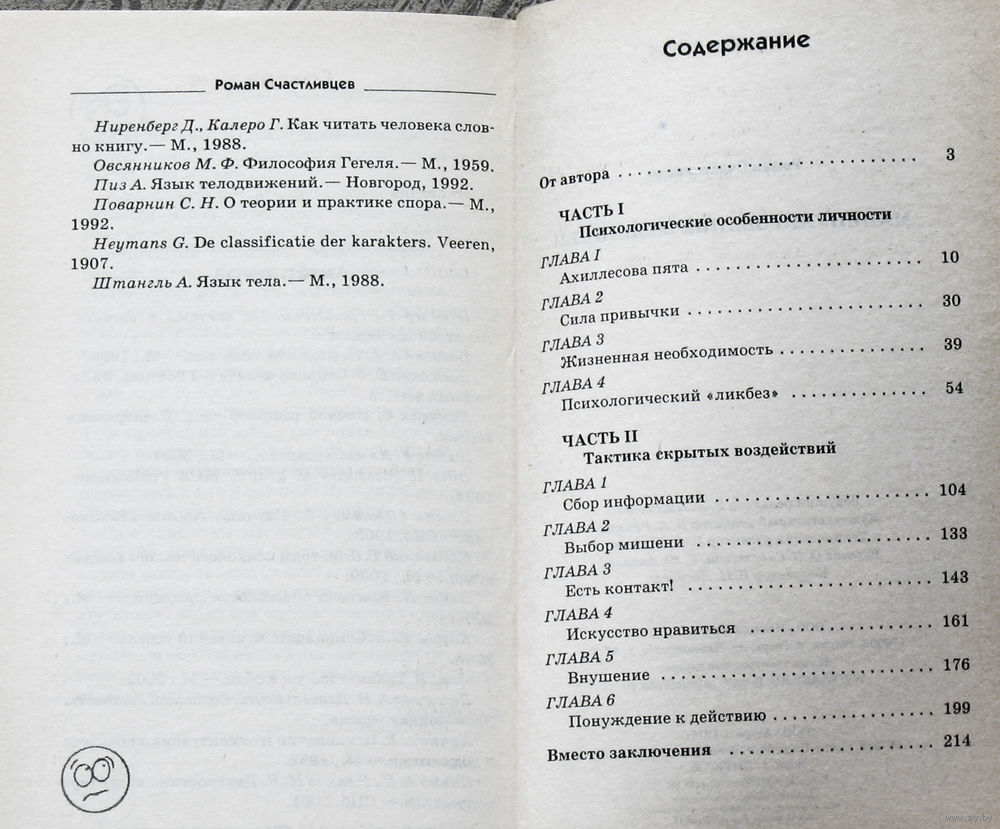 Роман Счастливцев
Ниренберг Д., Калеро Г. Как читать человека слов-
но книгу.— М., 1988.
Овсянников М. Ф. Философия Гегеля.— М., 1959.
Пиз А. Язык телодвижений.— Новгород, 1992.
Поварнин С. Н. О теории и практике спора.— М.,
1992.
Heymans G. De classificatie der karakters. Veeren,
1907.
Штангль А. Язык тела.— М., 1988.
Содержание
От автора . . . . . . . . . . 3
ЧАСТЬ I
Психологические особенности личности
ГЛАВА I
Ахиллесова пята . . . . . . . . . . 10
ГЛАВА 2
Сила привычки . . . . . . . . . . 30
ГЛАВА 3
Жизненная необходимость . . . . . . . . . . 39
ГЛАВА 4
Психологический «ликбез» . . . . . . . . . . 54
ЧАСТЬ II
Тактика скрытых воздействий
ГЛАВА 1
Сбор информации . . . . . . . . . . 104
ГЛАВА 2
Выбор мишени . . . . . . . . . . 133
ГЛАВА 3
Есть контакт! . . . . . . . . . . 143
ГЛАВА 4
Искусство нравиться . . . . . . . . . . 161
ГЛАВА 5
Внушение . . . . . . . . . . 176
ГЛАВА 6
Понуждение к действию . . . . . . . . . . 199
Вместо заключения . . . . . . . . . . 214
www.ay.by